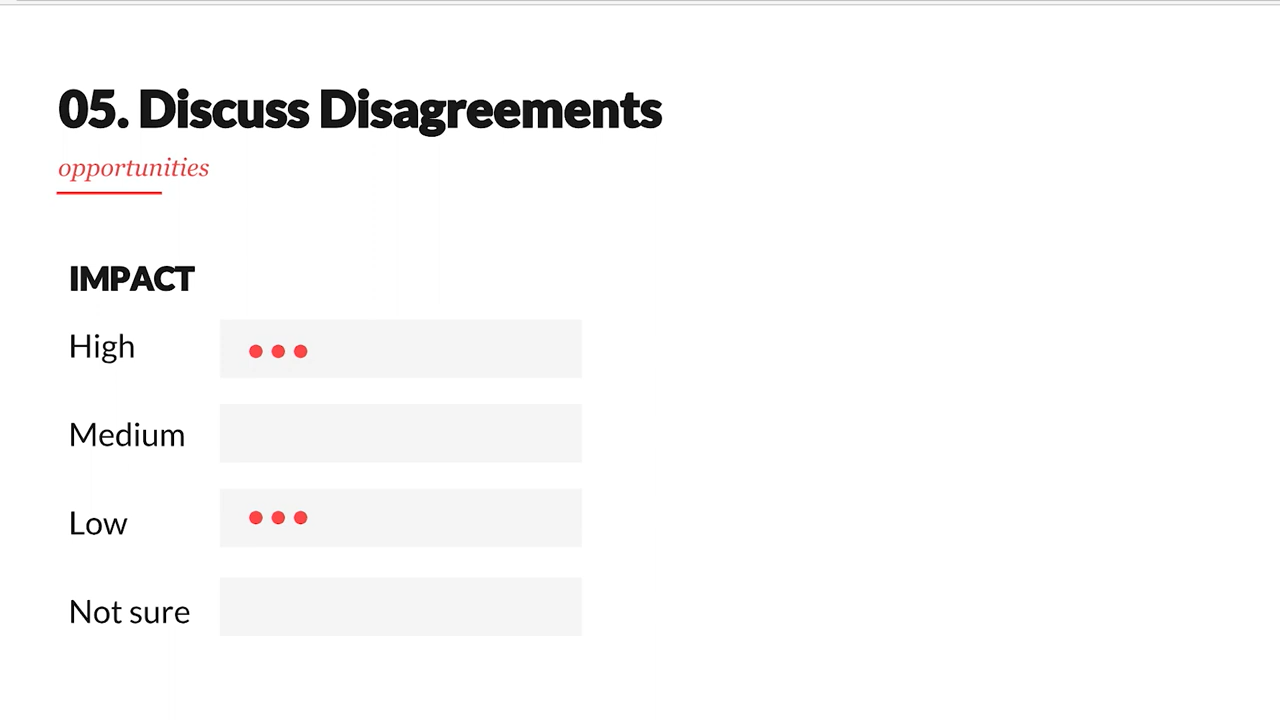 05. Discuss Disagreements
opportunities
IMPACT
High
Medium
Low
Not sure